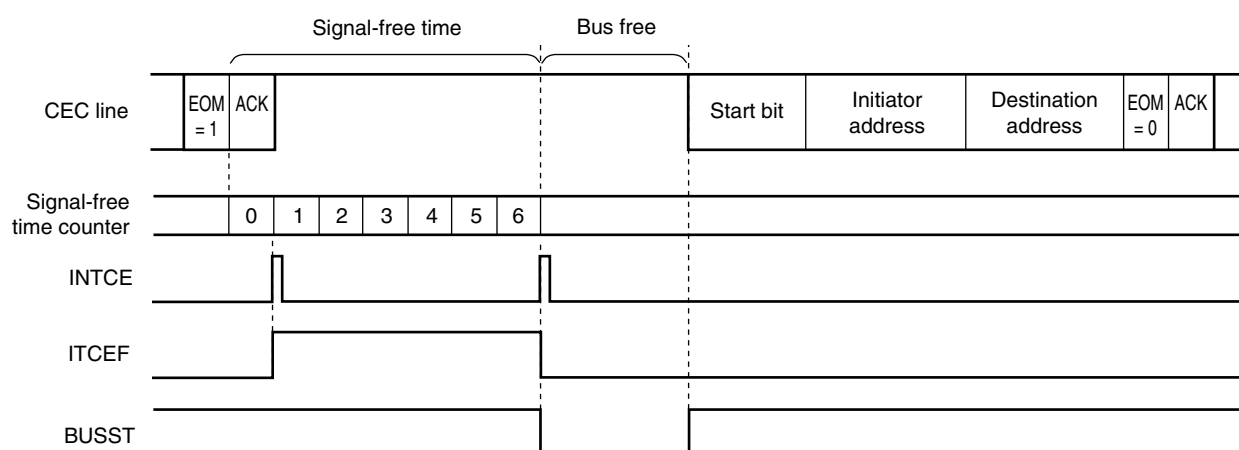 Signal-free time
Bus free
CEC line
EOM
= 1
ACK
Start bit
Initiator
address
Destination
address
EOM
= 0
ACK
Signal-free
time counter
0
1
2
3
4
5
6
INTCE
ITCEF
BUSST